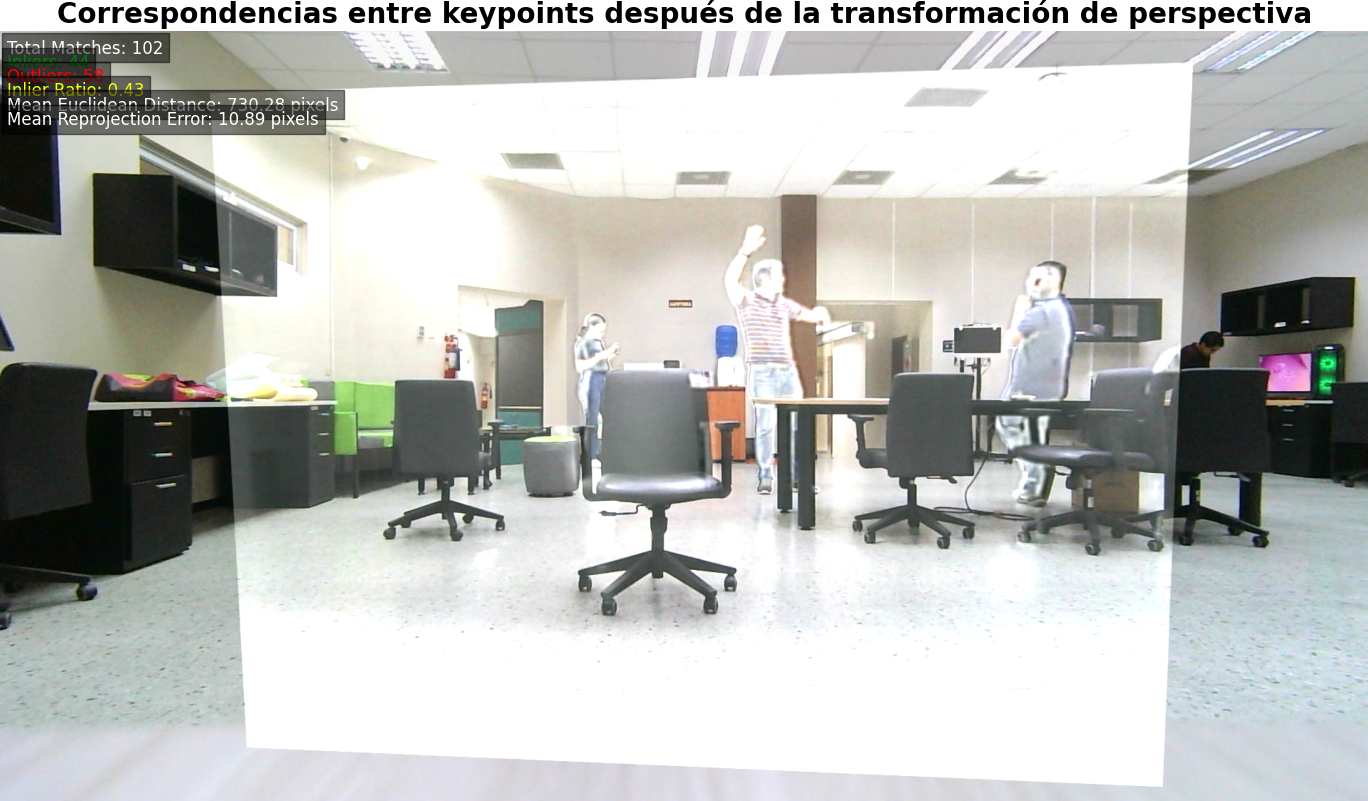 Correspondencias entre keypoints después de la transformación de perspectiva
Total Matches: 102
Inliers: 44
Outliers: 58
Inlier Ratio: 0.43
Mean Euclidean Distance: 730.28 pixels
Mean Reprojection Error: 10.89 pixels
CAFETERIA